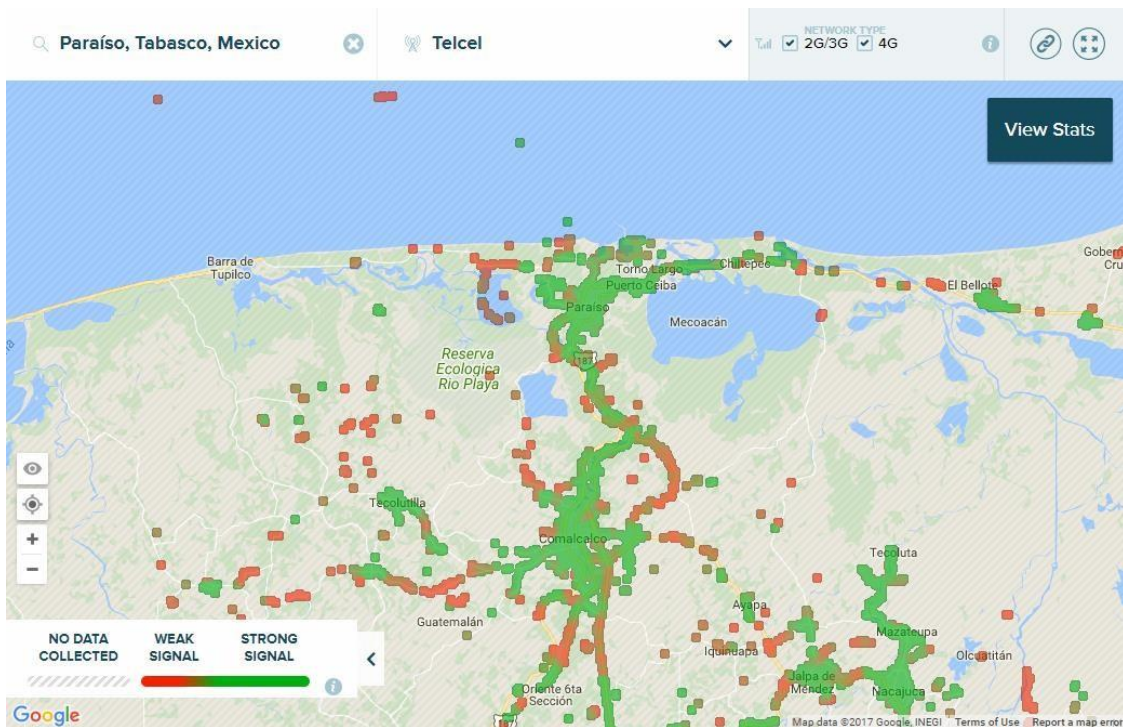 Paraíso, Tabasco, Mexico
Telcel
NETWORK TYPE
2G/3G
4G
View Stats
Barra de
Tupilco
Torno Largo
Chiltepec
Puerto Ceiba
Paraíso
Mecoacán
El Bellote
Reserva
Ecologica
Rio Playa
187
Tecolutilla
Comalcalco
Tecoluta
Guatemalán
Ayapa
Mazateupa
Iquinuapa
Olcuatitán
Jalpa de
Méndez
Nacajuca
Oriente 6ta
Sección
NO DATA
COLLECTED
WEAK
SIGNAL
STRONG
SIGNAL
Google
Map data ©2017 Google, INEGI
Terms of Use
Report a map error